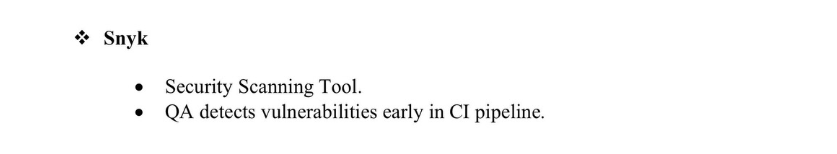 ❖ Snyk
• Security Scanning Tool.
• QA detects vulnerabilities early in CI pipeline.